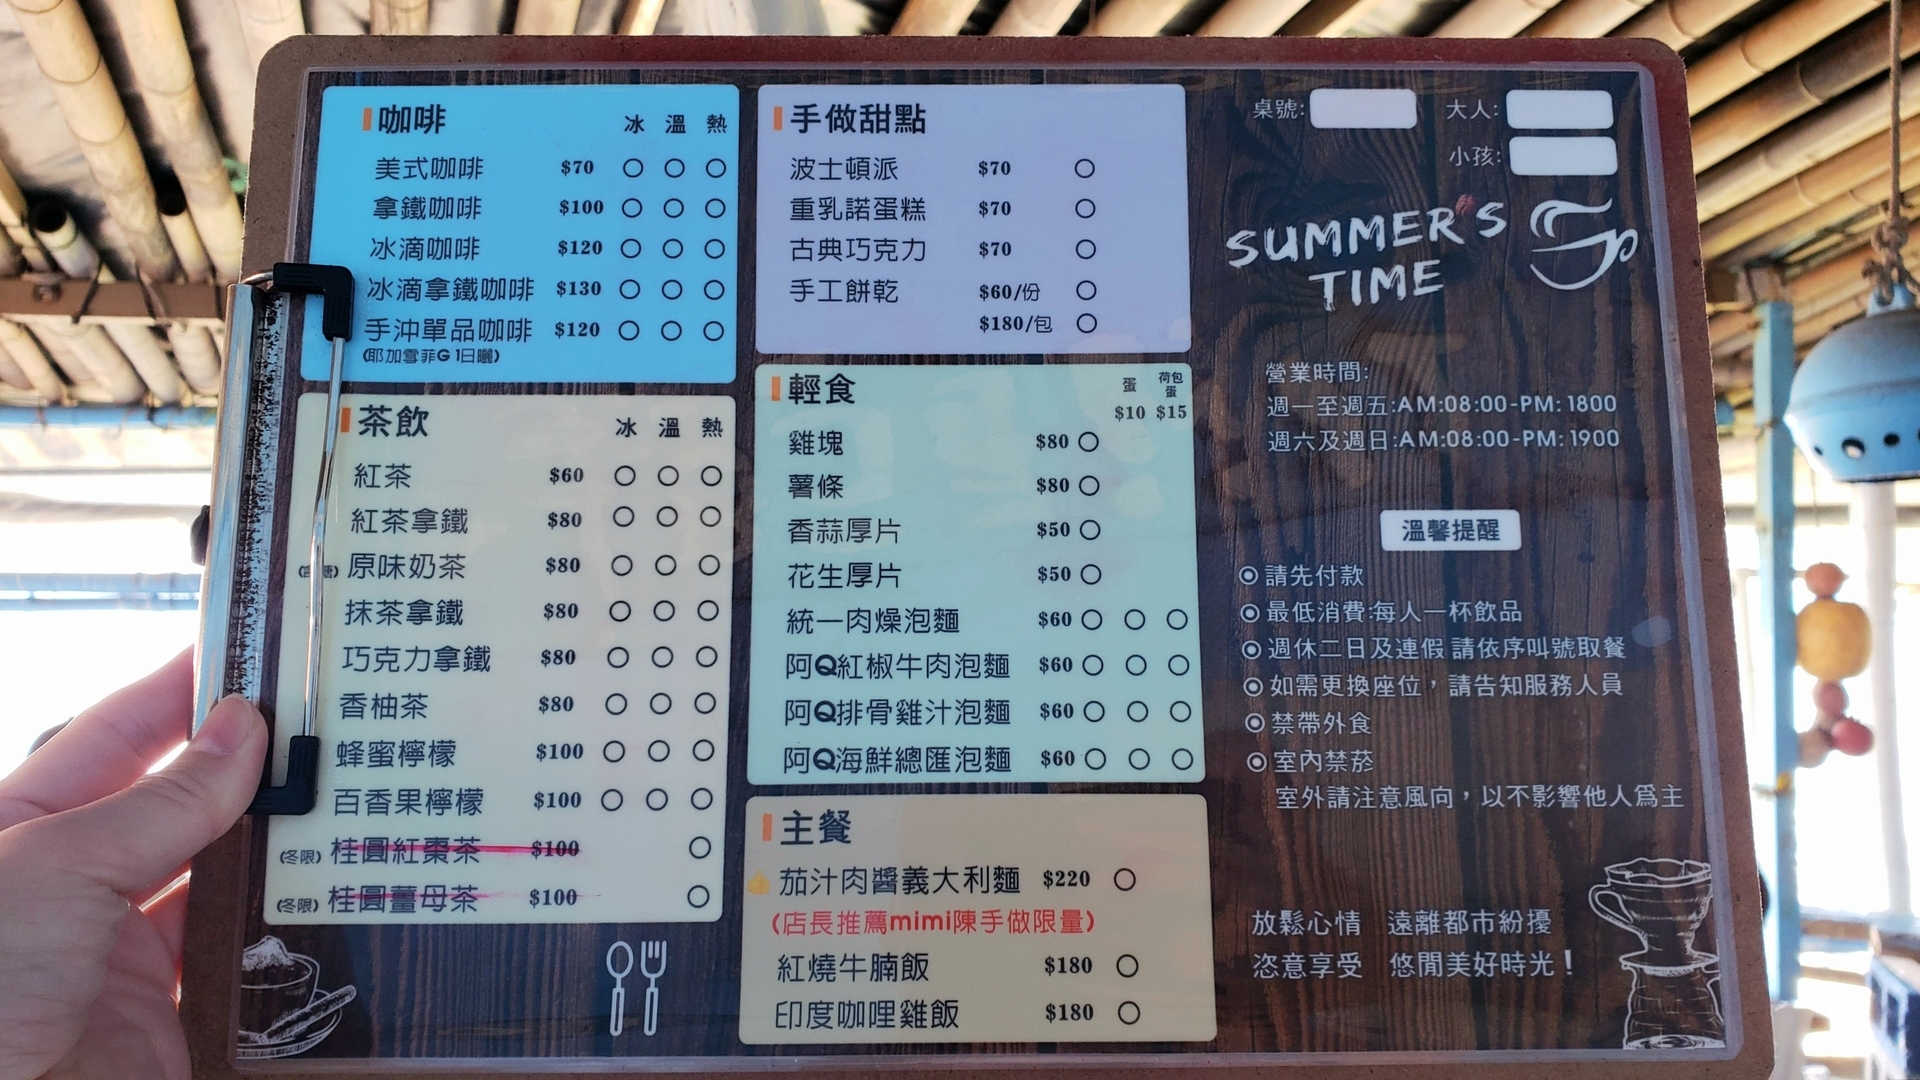 咖啡 冰 溫 熱
美式咖啡 $70
拿鐵咖啡 $100
冰滴咖啡 $120
冰滴拿鐵咖啡 $130
手沖單品咖啡 $120
(耶加雪菲G1日曬)
茶飲 冰 溫 熱
紅茶 $60
紅茶拿鐵 $80
原味奶茶 $80
抹茶拿鐵 $80
巧克力拿鐵 $80
香柚茶 $80
蜂蜜檸檬 $100
百香果檸檬 $100
(冬限) 桂圓紅棗茶 $100
(冬限) 桂圓薑母茶 $100
手做甜點
波士頓派 $70
重乳諾蛋糕 $70
古典巧克力 $70
手工餅乾 $60/份
$180/包
輕食 蛋 $10 荷包蛋 $15
雞塊 $80
薯條 $80
香蒜厚片 $50
花生厚片 $50
統一肉燥泡麵 $60
阿Q紅椒牛肉泡麵 $60
阿Q排骨雞汁泡麵 $60
阿Q海鮮總匯泡麵 $60
主餐
茄汁肉醬義大利麵 $220
(店長推薦mimi陳手做限量)
紅燒牛腩飯 $180
印度咖哩雞飯 $180
桌號: 大人:
小孩:
SUMMER'S
TIME
營業時間:
週一至週五:AM:08:00-PM:1800
週六及週日:AM:08:00-PM:1900
溫馨提醒
請先付款
最低消費:每人一杯飲品
週休二日及連假 請依序叫號取餐
如需更換座位，請告知服務人員
禁帶外食
室內禁菸
室外請注意風向，以不影響他人爲主
放鬆心情 遠離都市紛擾
恣意享受 悠閒美好時光！